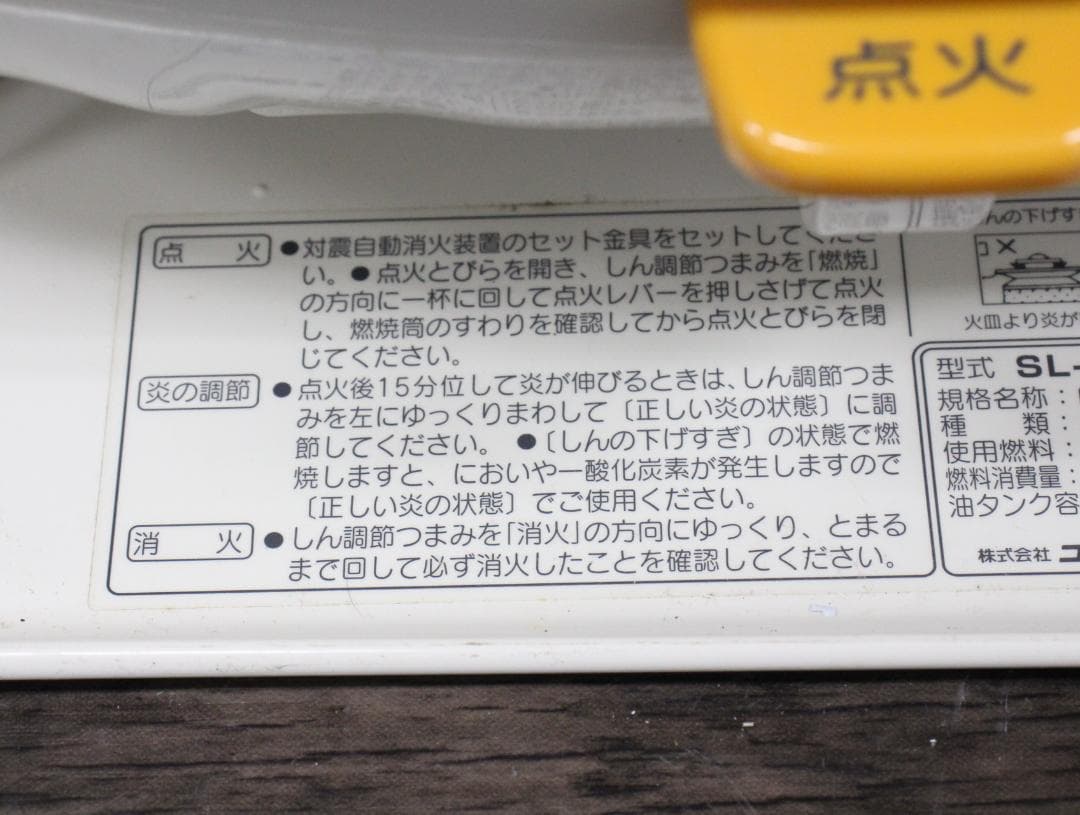 点火
点火 ●対震自動消火装置のセット金具をセットしてくださ
い。●点火とびらを開き、しん調節つまみを「燃焼」
の方向に一杯に回して点火レバーを押しさげて点火
し、燃焼筒のすわりを確認してから点火とびらを閉
じてください。
炎の調節 ●点火後15分位して炎が伸びるときは、しん調節つま
みを左にゆっくりまわして〔正しい炎の状態〕に調
節してください。 ●〔しんの下げすぎ〕の状態で燃
焼しますと、においや一酸化炭素が発生しますので
〔正しい炎の状態〕でご使用ください。
消火 ●しん調節つまみを「消火」の方向にゆっくり、とまる
まで回して必ず消火したことを確認してください。
んの下げす
×
火皿より炎が
型式 SL-
規格名称：
種類：
使用燃料：
燃料消費量：
油タンク容
株式会社 コ